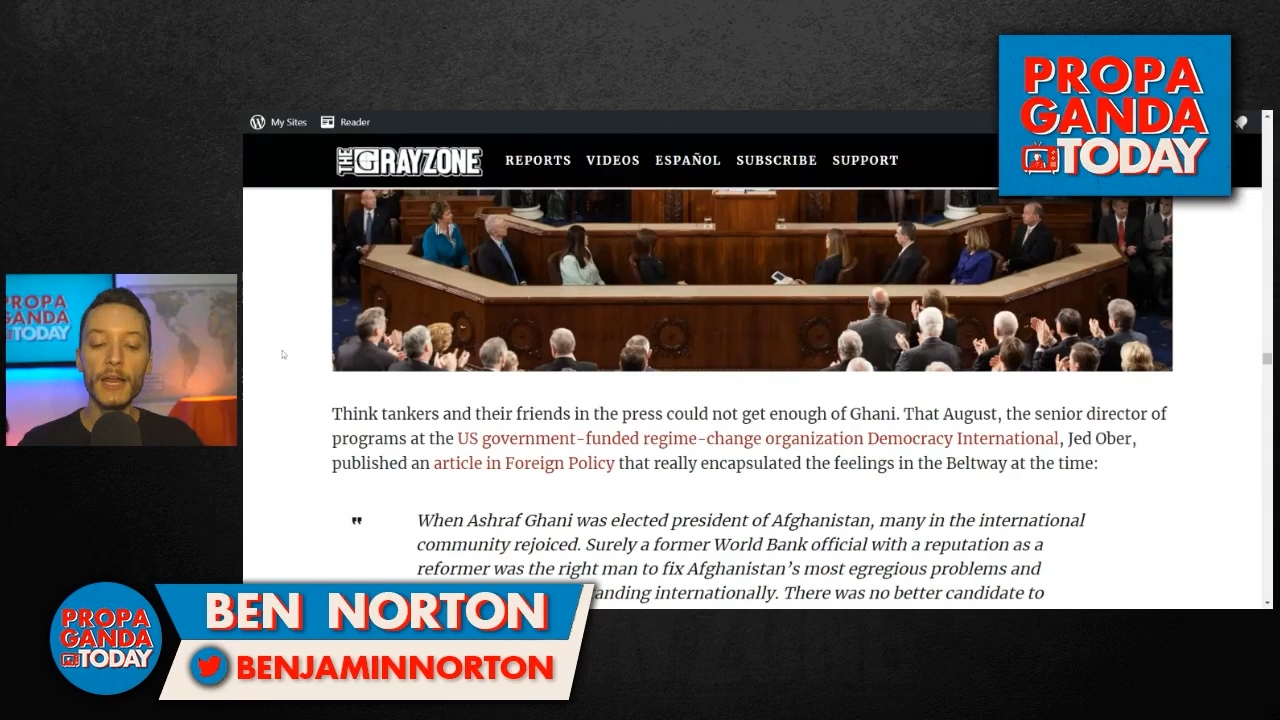 PROPA
GANDA
TODAY
My Sites
Reader
THE GRAYZONE
REPORTS VIDEOS ESPAÑOL SUBSCRIBE SUPPORT
PROPA
GANDA
TODAY
Think tankers and their friends in the press could not get enough of Ghani. That August, the senior director of
programs at the US government-funded regime-change organization Democracy International, Jed Ober,
published an article in Foreign Policy that really encapsulated the feelings in the Beltway at the time:
" When Ashraf Ghani was elected president of Afghanistan, many in the international
community rejoiced. Surely a former World Bank official with a reputation as a
reformer was the right man to fix Afghanistan's most egregious problems and
anding internationally. There was no better candidate to
PROPA
GANDA
TODAY
BEN NORTON
BENJAMINNORTON